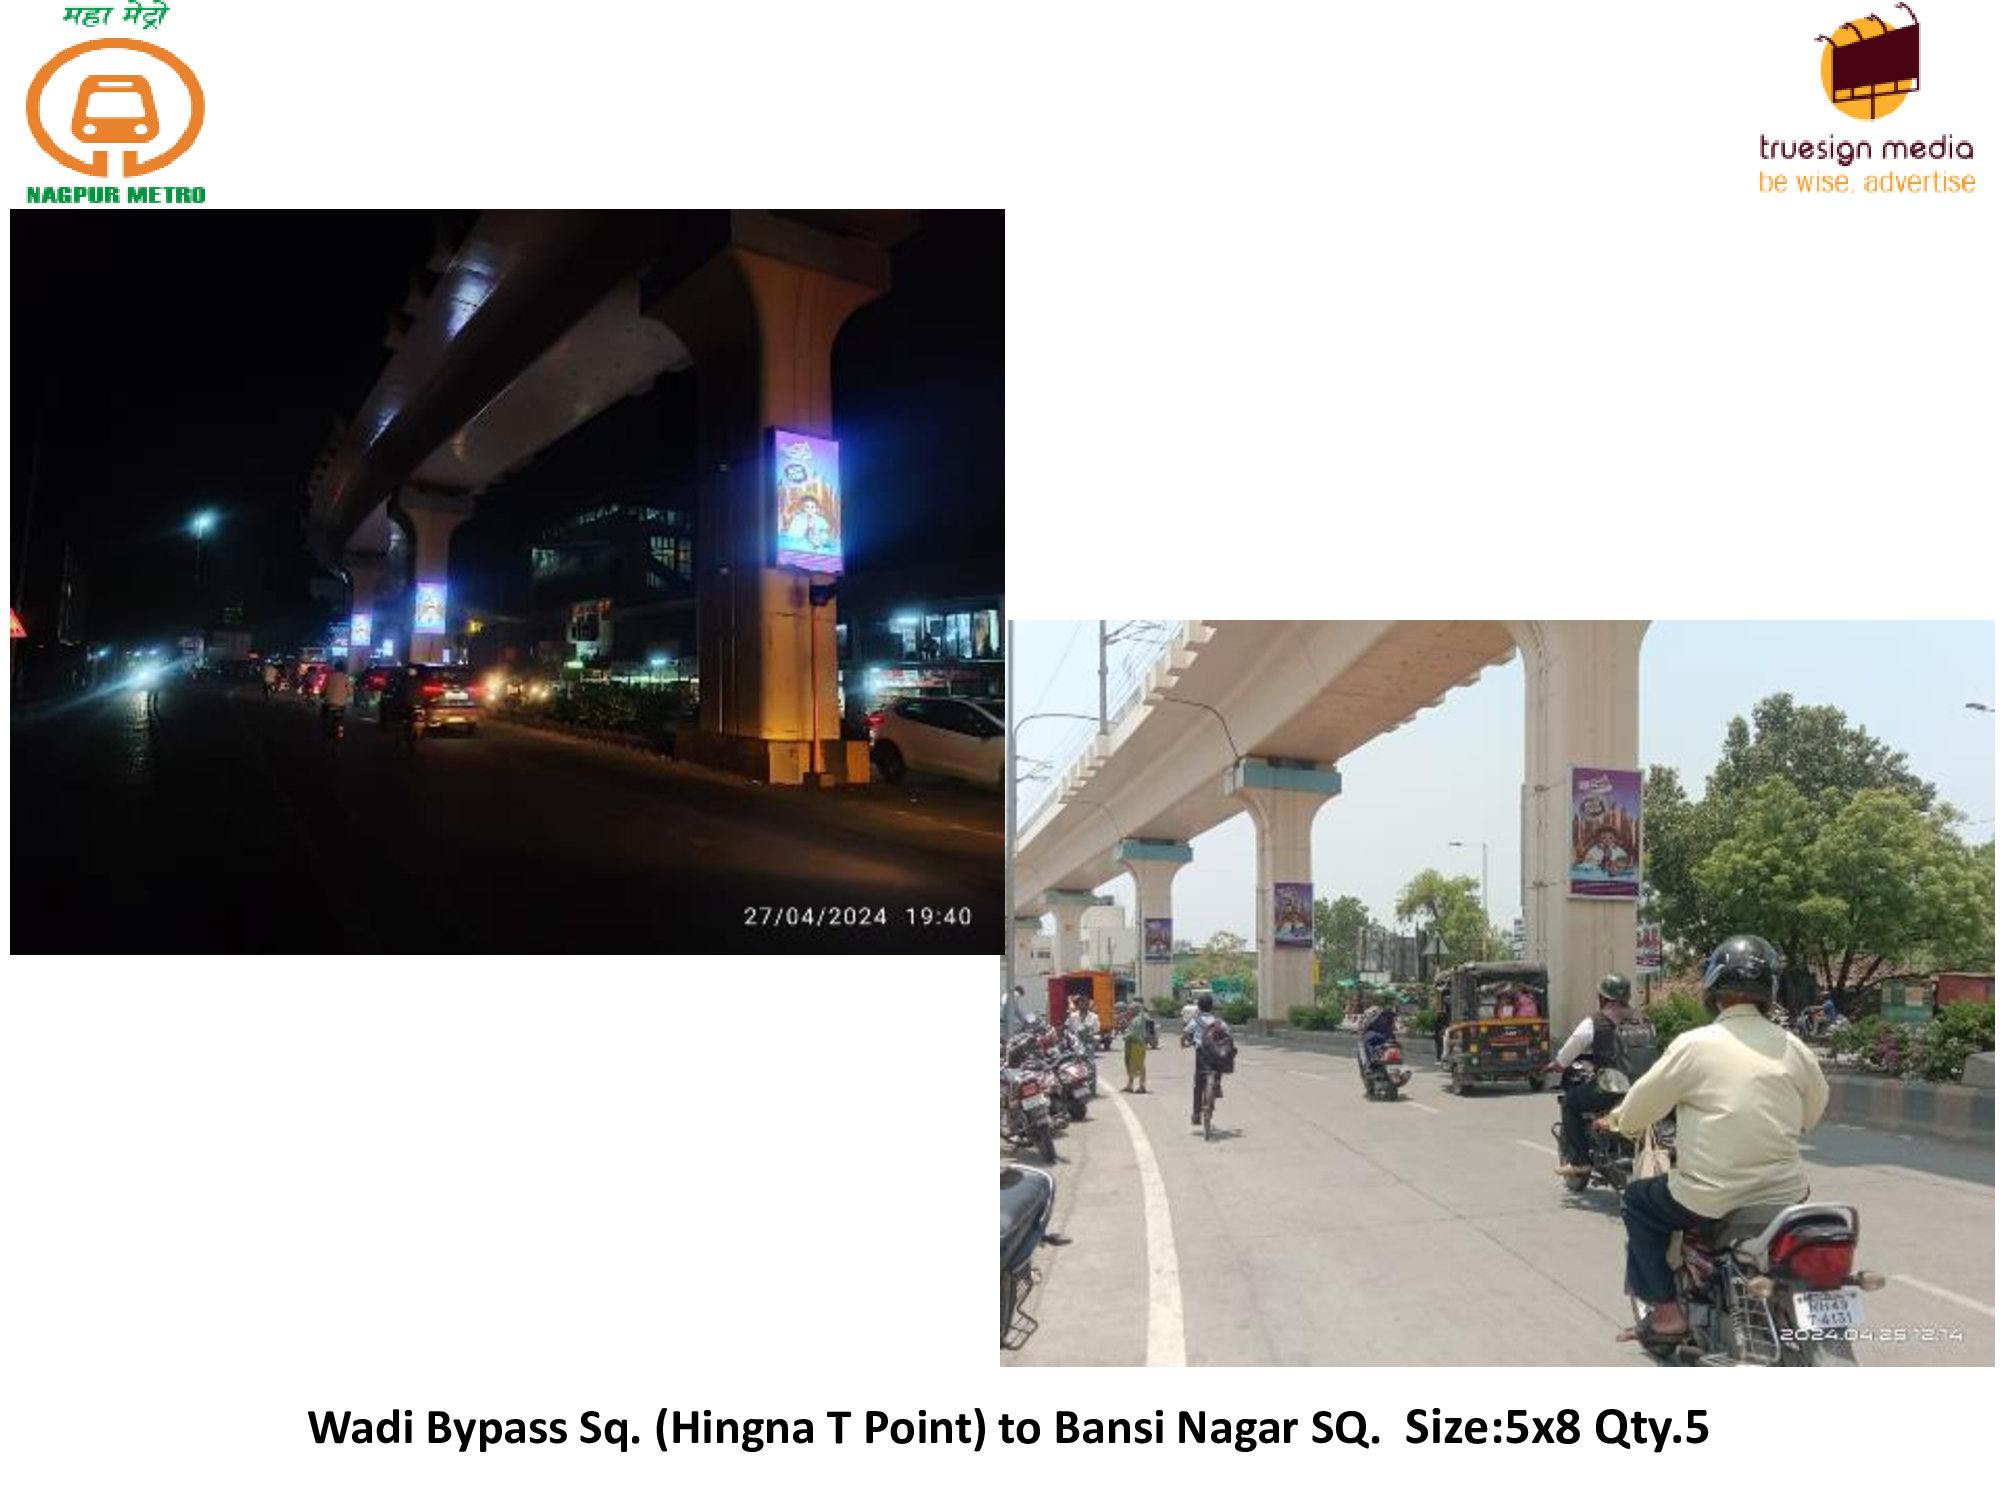 महा मेट्रो
NAGPUR METRO
truesign media
be wise. advertise
27/04/2024 19:40
2024.04.25 12:14
Wadi Bypass Sq. (Hingna T Point) to Bansi Nagar SQ. Size:5x8 Qty.5